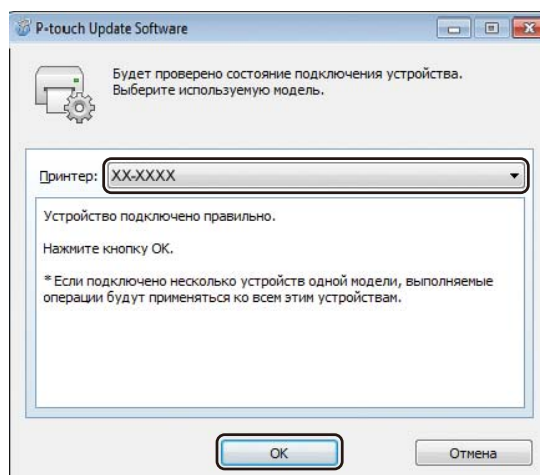 P-touch Update Software
Будет проверено состояние подключения устройства.
Выберите используемую модель.
Принтер: XX-XXXX
Устройство подключено правильно.
Нажмите кнопку OK.
* Если подключено несколько устройств одной модели, выполняемые
операции будут применяться ко всем этим устройствам.
OK Отмена